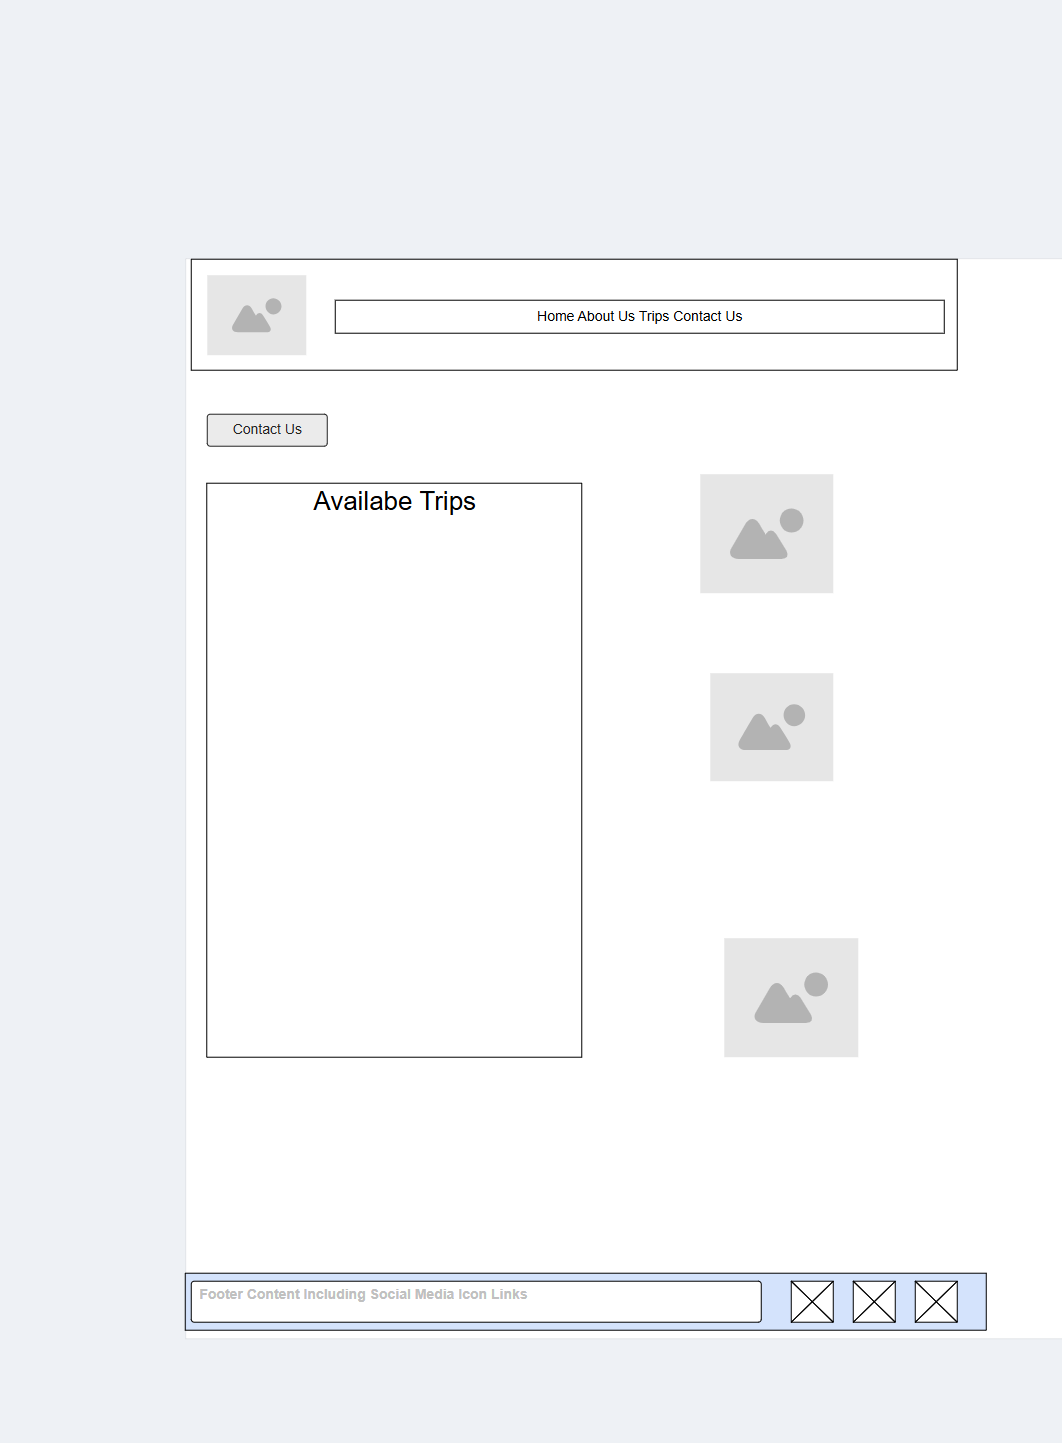 Home About Us Trips Contact Us
Contact Us
Availabe Trips
Footer Content Including Social Media Icon Links